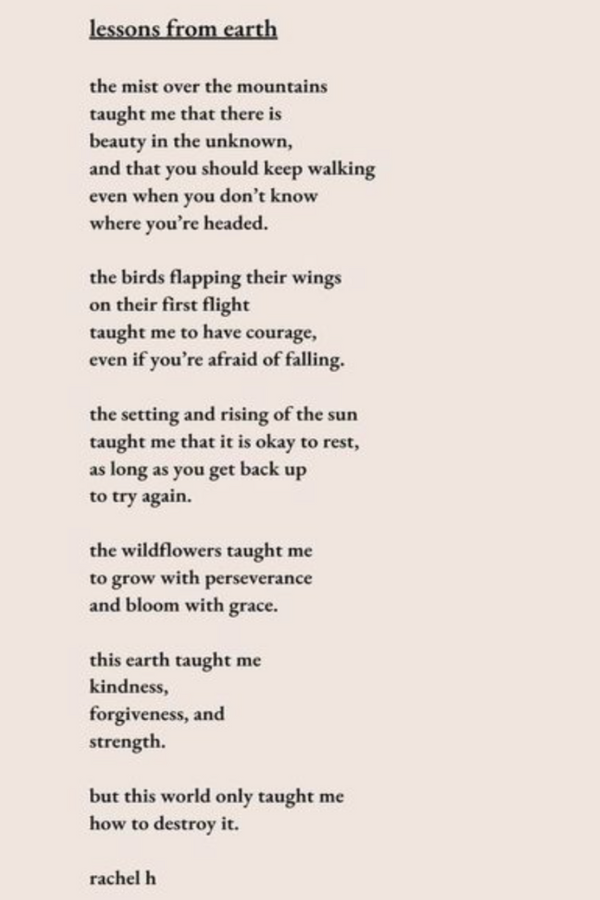 lessons from earth
the mist over the mountains
taught me that there is
beauty in the unknown,
and that you should keep walking
even when you don’t know
where you’re headed.
the birds flapping their wings
on their first flight
taught me to have courage,
even if you’re afraid of falling.
the setting and rising of the sun
taught me that it is okay to rest,
as long as you get back up
to try again.
the wildflowers taught me
to grow with perseverance
and bloom with grace.
this earth taught me
kindness,
forgiveness, and
strength.
but this world only taught me
how to destroy it.
rachel h